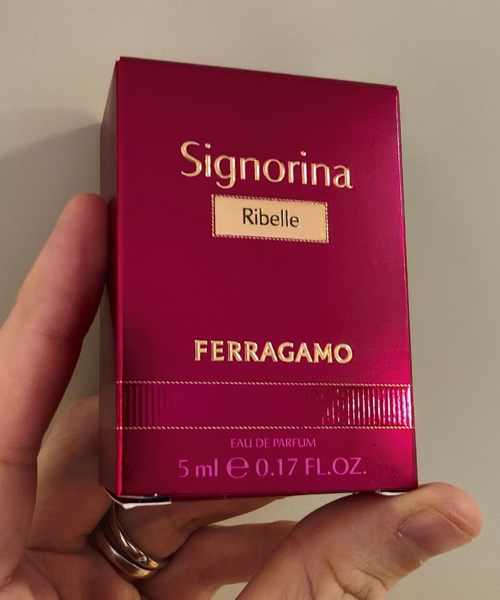 Signorina
Ribelle
FERRAGAMO
EAU DE PARFUM
5 ml ℮ 0.17 FL.OZ.